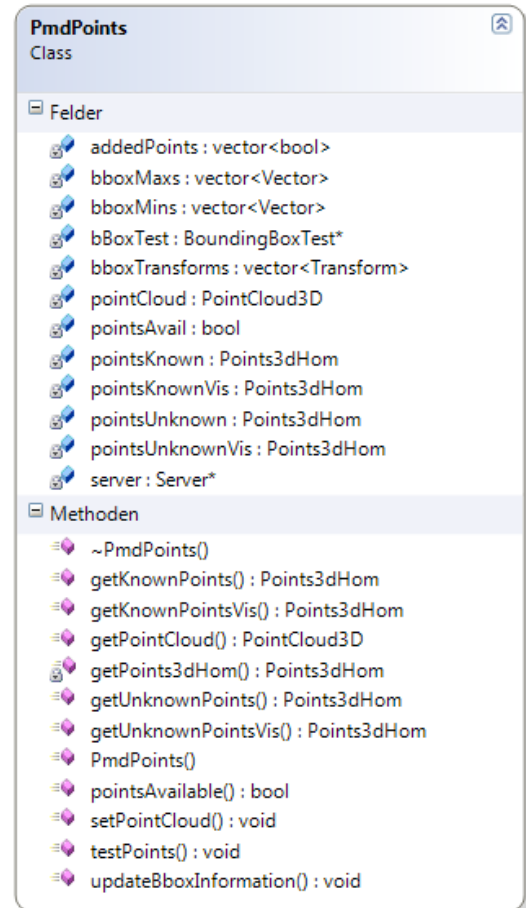 PmdPoints
Class
Felder
addedPoints : vector<bool>
bboxMaxs : vector<Vector>
bboxMins : vector<Vector>
bBoxTest : BoundingBoxTest*
bboxTransforms : vector<Transform>
pointCloud : PointCloud3D
pointsAvail : bool
pointsKnown : Points3dHom
pointsKnownVis : Points3dHom
pointsUnknown : Points3dHom
pointsUnknownVis : Points3dHom
server : Server*
Methoden
~PmdPoints()
getKnownPoints() : Points3dHom
getKnownPointsVis() : Points3dHom
getPointCloud() : PointCloud3D
getPoints3dHom() : Points3dHom
getUnknownPoints() : Points3dHom
getUnknownPointsVis() : Points3dHom
PmdPoints()
pointsAvailable() : bool
setPointCloud() : void
testPoints() : void
updateBboxInformation() : void